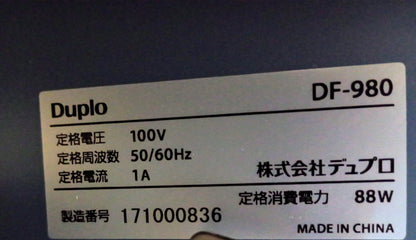 Duplo DF-980
定格電圧 100V
定格周波数 50/60Hz
定格電流 1A
株式会社デュプロ
定格消費電力 88W
製造番号 171000836
MADE IN CHINA